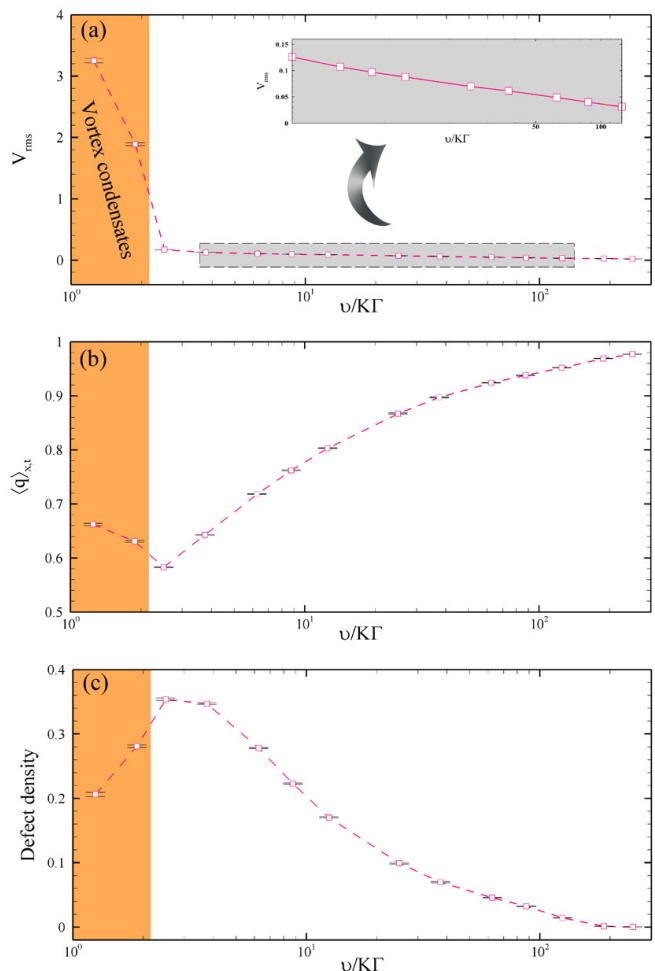 (a)
4
3
2
1
0
V_rms
Vortex condensates
0.15
0.1
0.05
0
V_rms
50
100
υ/KΓ
10^0
10^1
10^2
υ/KΓ
(b)
1
0.9
0.8
0.7
0.6
0.5
⟨q⟩_x,t
10^0
10^1
10^2
υ/KΓ
(c)
0.4
0.3
0.2
0.1
0
Defect density
10^0
10^1
10^2
υ/KΓ